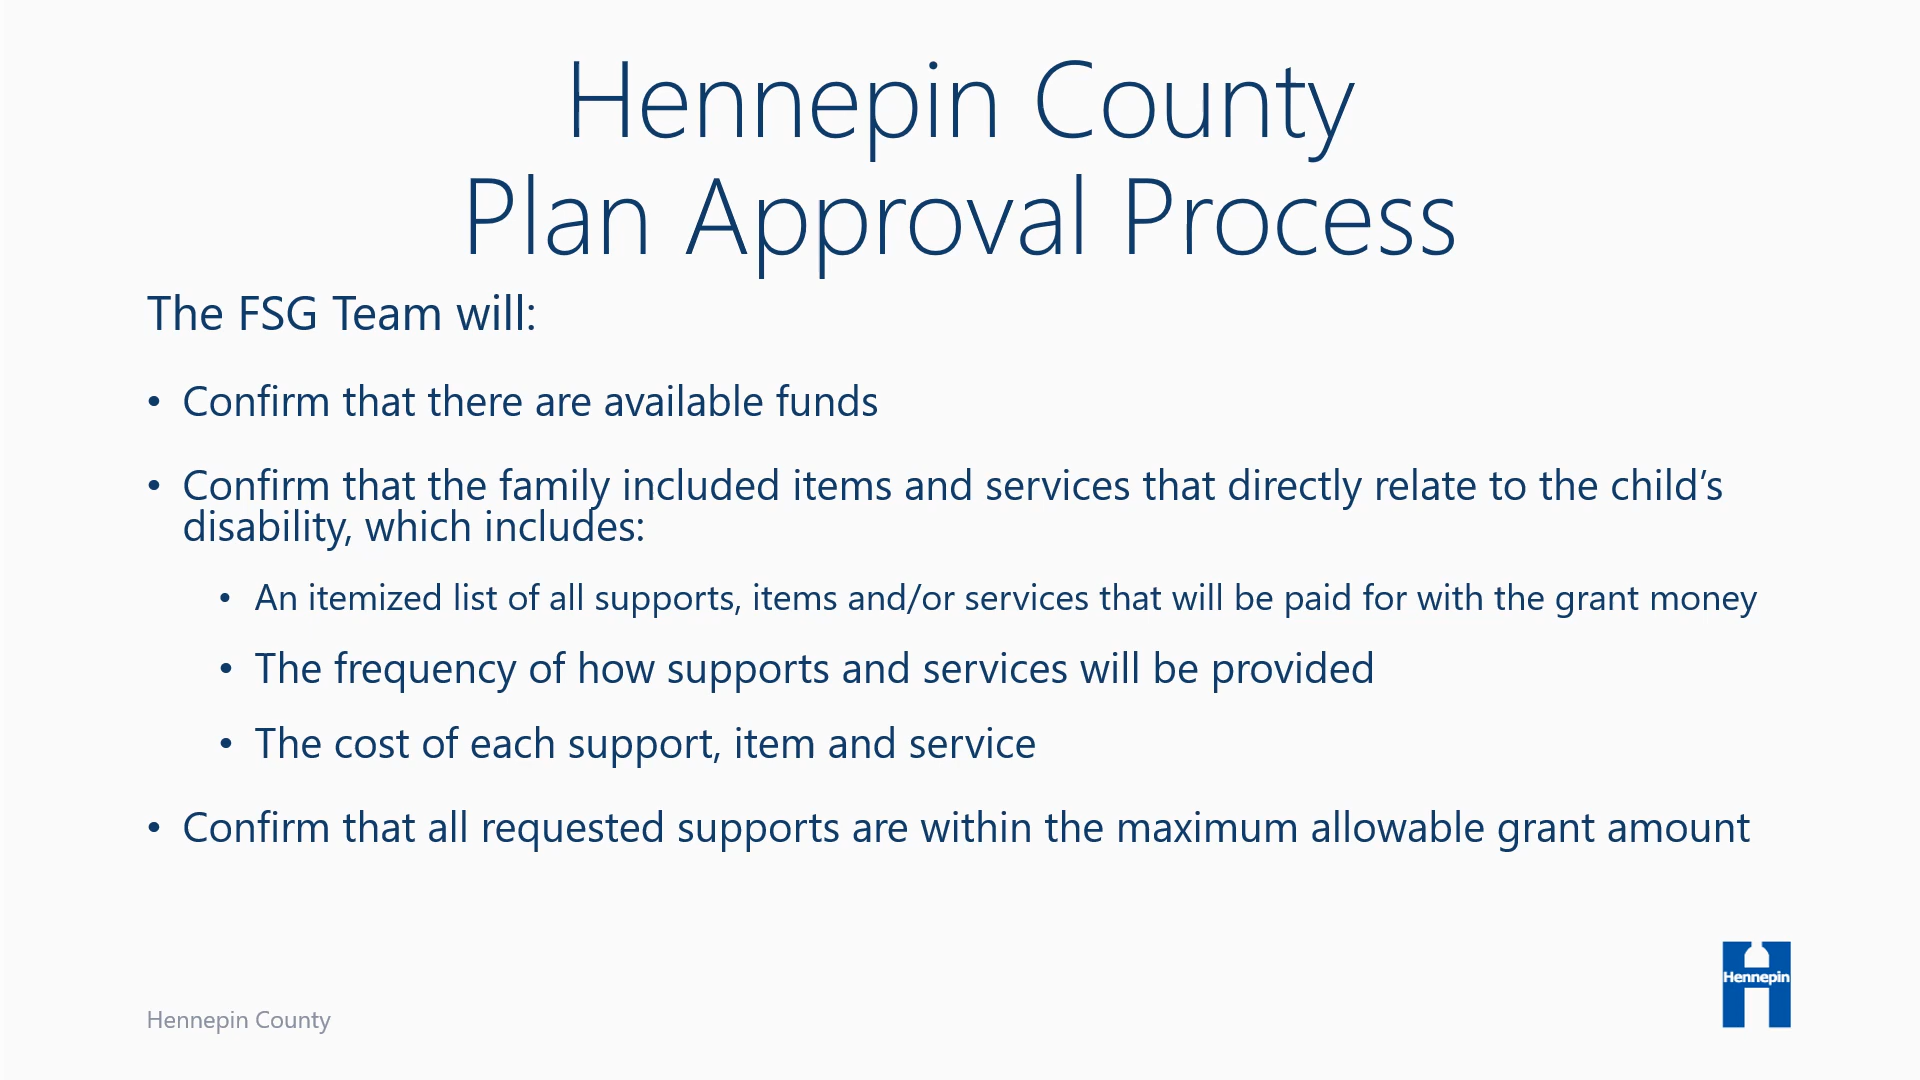 Hennepin County
Plan Approval Process
The FSG Team will:
• Confirm that there are available funds
• Confirm that the family included items and services that directly relate to the child’s
disability, which includes:
• An itemized list of all supports, items and/or services that will be paid for with the grant money
• The frequency of how supports and services will be provided
• The cost of each support, item and service
• Confirm that all requested supports are within the maximum allowable grant amount
Hennepin
Hennepin County